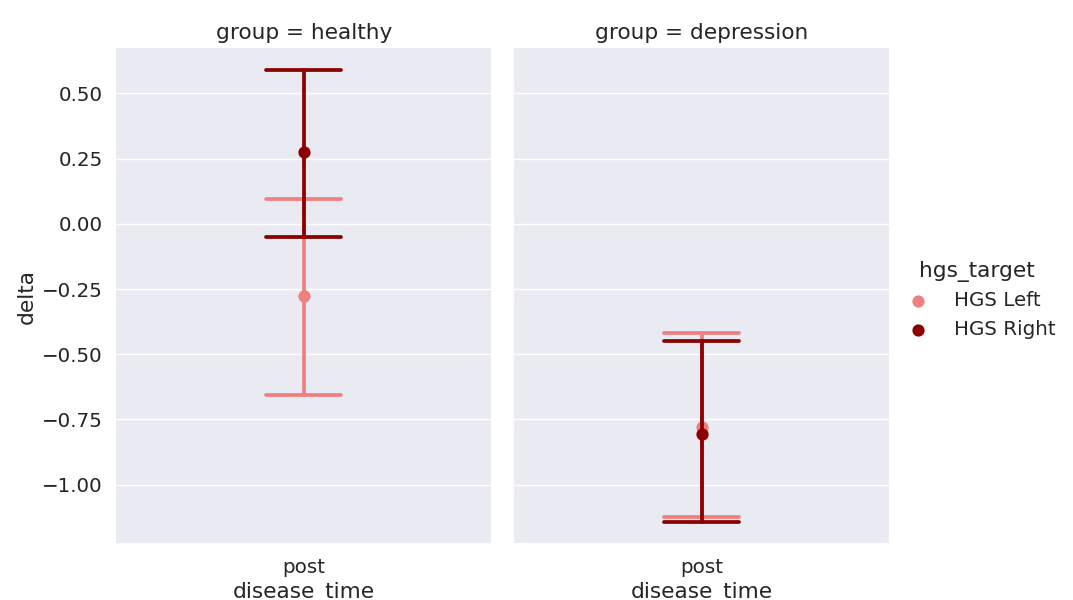 group = healthy
group = depression
0.50
0.25
0.00
−0.25
−0.50
−0.75
−1.00
delta
post
disease_time
post
disease_time
hgs_target
HGS Left
HGS Right